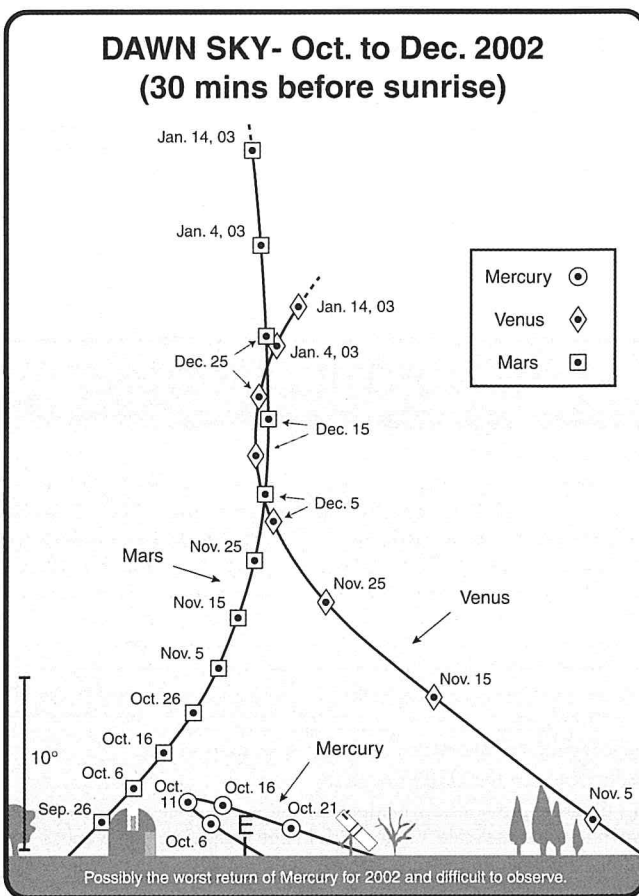 DAWN SKY- Oct. to Dec. 2002
(30 mins before sunrise)
Jan. 14, 03
Jan. 4, 03
Mercury
Venus
Mars
Jan. 14, 03
Jan. 4, 03
Dec. 25
Dec. 15
Dec. 5
Nov. 25
Mars
Nov. 25
Venus
Nov. 15
Nov. 5
Nov. 15
Oct. 26
Oct. 16
Mercury
10°
Oct. 6
Oct.
11
Oct. 16
Oct. 21
Nov. 5
Sep. 26
Oct. 6
E
Possibly the worst return of Mercury for 2002 and difficult to observe.